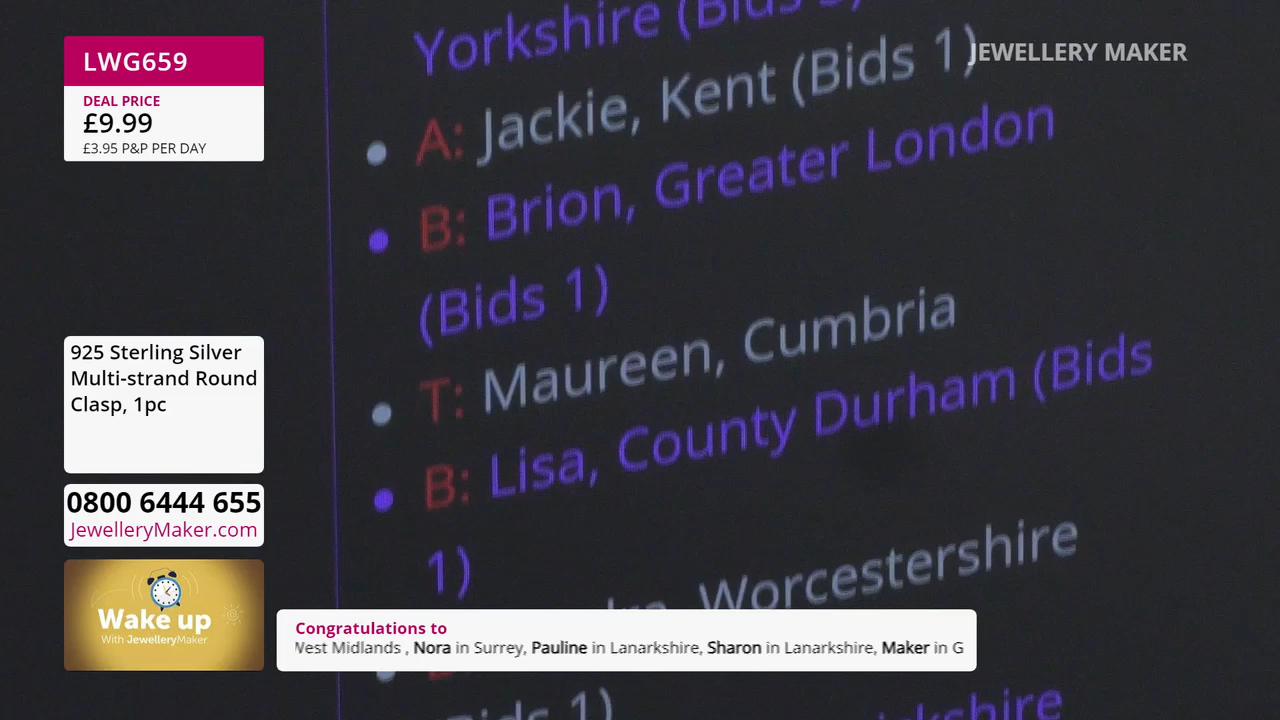 LWG659
DEAL PRICE
£9.99
£3.95 P&P PER DAY
JEWELLERY MAKER
Yorkshire (Bids
A: Jackie, Kent (Bids 1)
B: Brion, Greater London
(Bids 1)
T: Maureen, Cumbria
B: Lisa, County Durham (Bids
1)
Worcestershire
925 Sterling Silver
Multi-strand Round
Clasp, 1pc
0800 6444 655
JewelleryMaker.com
Wake up
With JewelleryMaker
Congratulations to
West Midlands , Nora in Surrey, Pauline in Lanarkshire, Sharon in Lanarkshire, Maker in G
1)